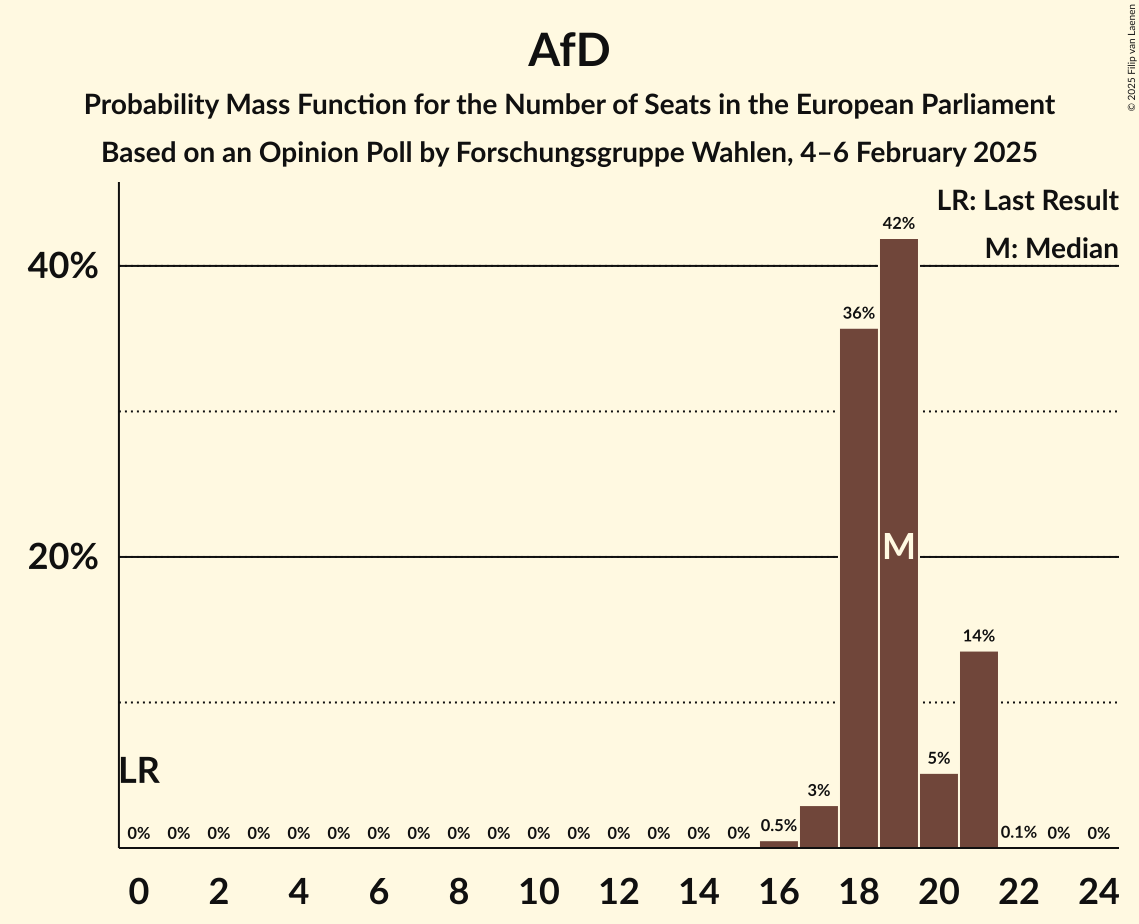 AfD
Probability Mass Function for the Number of Seats in the European Parliament
Based on an Opinion Poll by Forschungsgruppe Wahlen, 4–6 February 2025
© 2025 Filip van Laenen
LR: Last Result
M: Median
40%
20%
42%
36%
M
14%
LR
5%
3%
0% 0% 0% 0% 0% 0% 0% 0% 0% 0% 0% 0% 0% 0% 0% 0% 0.5% 0.1% 0% 0%
0 2 4 6 8 10 12 14 16 18 20 22 24